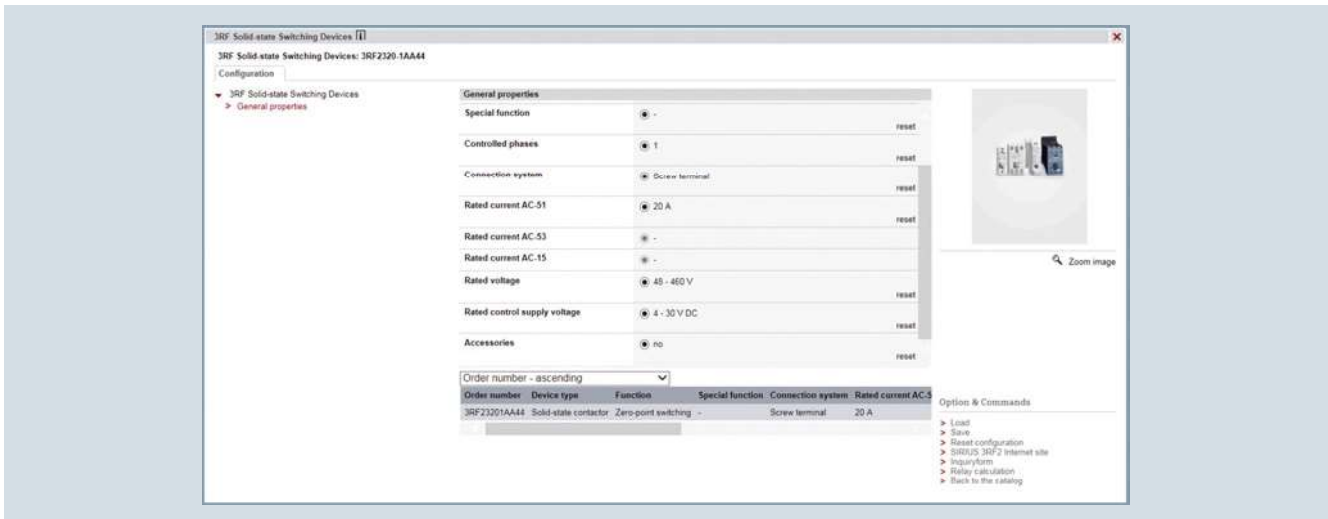 3RF Solid-state Switching Devices
3RF Solid-state Switching Devices: 3RF2320-1AA44
Configuration
3RF Solid-state Switching Devices
> General properties
General properties
Special function -
reset
Controlled phases 1
reset
Connection system Screw terminal
reset
Rated current AC-51 20 A
reset
Rated current AC-53 -
Rated current AC-15 -
Rated voltage 48 - 460 V
reset
Rated control supply voltage 4 - 30 V DC
reset
Accessories no
reset
Zoom image
Order number - ascending
Order number Device type Function Special function Connection system Rated current AC-5
3RF23201AA44 Solid-state contactor Zero-point switching - Screw terminal 20 A
Option & Commands
> Load
> Save
> Reset configuration
> SIRIUS 3RF2 Internet site
> Inquiryform
> Relay calculation
> Back to the catalog